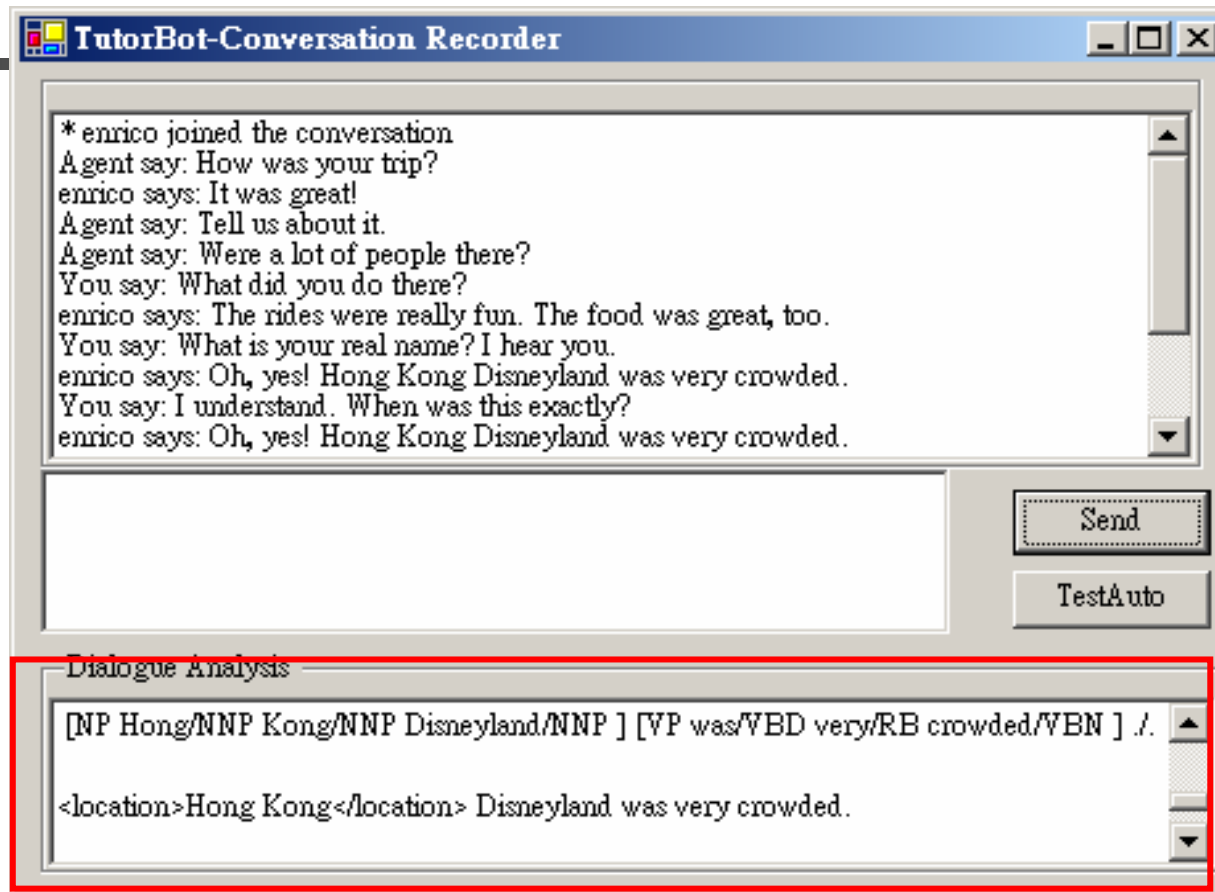 TutorBot-Conversation Recorder
* enrico joined the conversation
Agent say: How was your trip?
enrico says: It was great!
Agent say: Tell us about it.
Agent say: Were a lot of people there?
You say: What did you do there?
enrico says: The rides were really fun. The food was great, too.
You say: What is your real name? I hear you.
enrico says: Oh, yes! Hong Kong Disneyland was very crowded.
You say: I understand. When was this exactly?
enrico says: Oh, yes! Hong Kong Disneyland was very crowded.
Send
TestAuto
Dialogue Analysis
[NP Hong/NNP Kong/NNP Disneyland/NNP ] [VP was/VBD very/RB crowded/VBN ] ./.
<location>Hong Kong</location> Disneyland was very crowded.